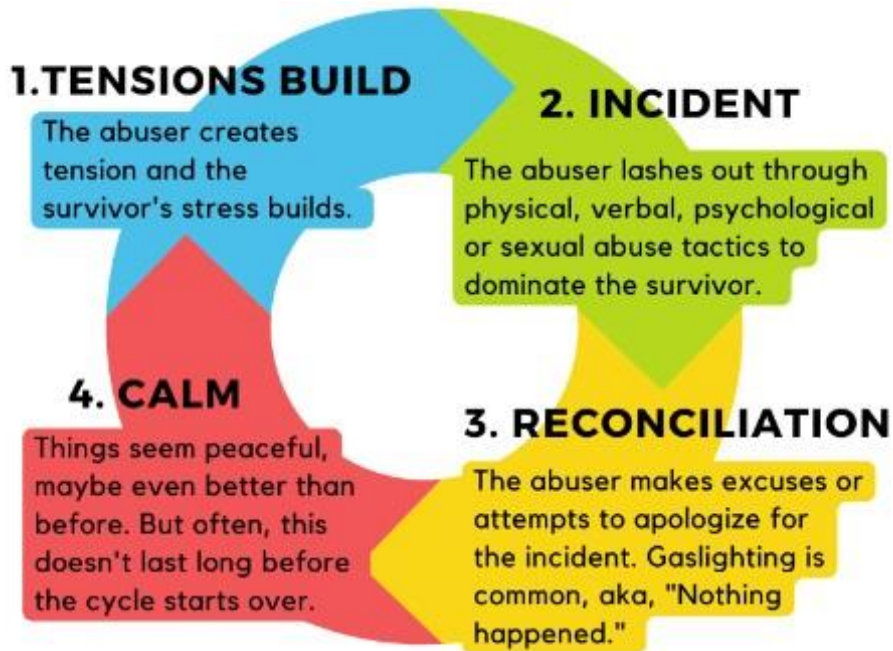 1.TENSIONS BUILD
The abuser creates
tension and the
survivor's stress builds.
2. INCIDENT
The abuser lashes out through
physical, verbal, psychological
or sexual abuse tactics to
dominate the survivor.
3. RECONCILIATION
The abuser makes excuses or
attempts to apologize for
the incident. Gaslighting is
common, aka, "Nothing
happened."
4. CALM
Things seem peaceful,
maybe even better than
before. But often, this
doesn't last long before
the cycle starts over.